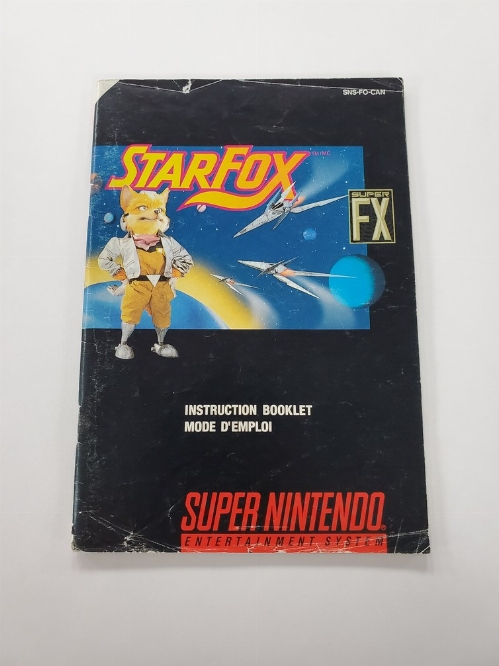 SNS-FO-CAN
STARFOX
SUPER
FX
INSTRUCTION BOOKLET
MODE D'EMPLOI
SUPER NINTENDO®
ENTERTAINMENT SYSTEM